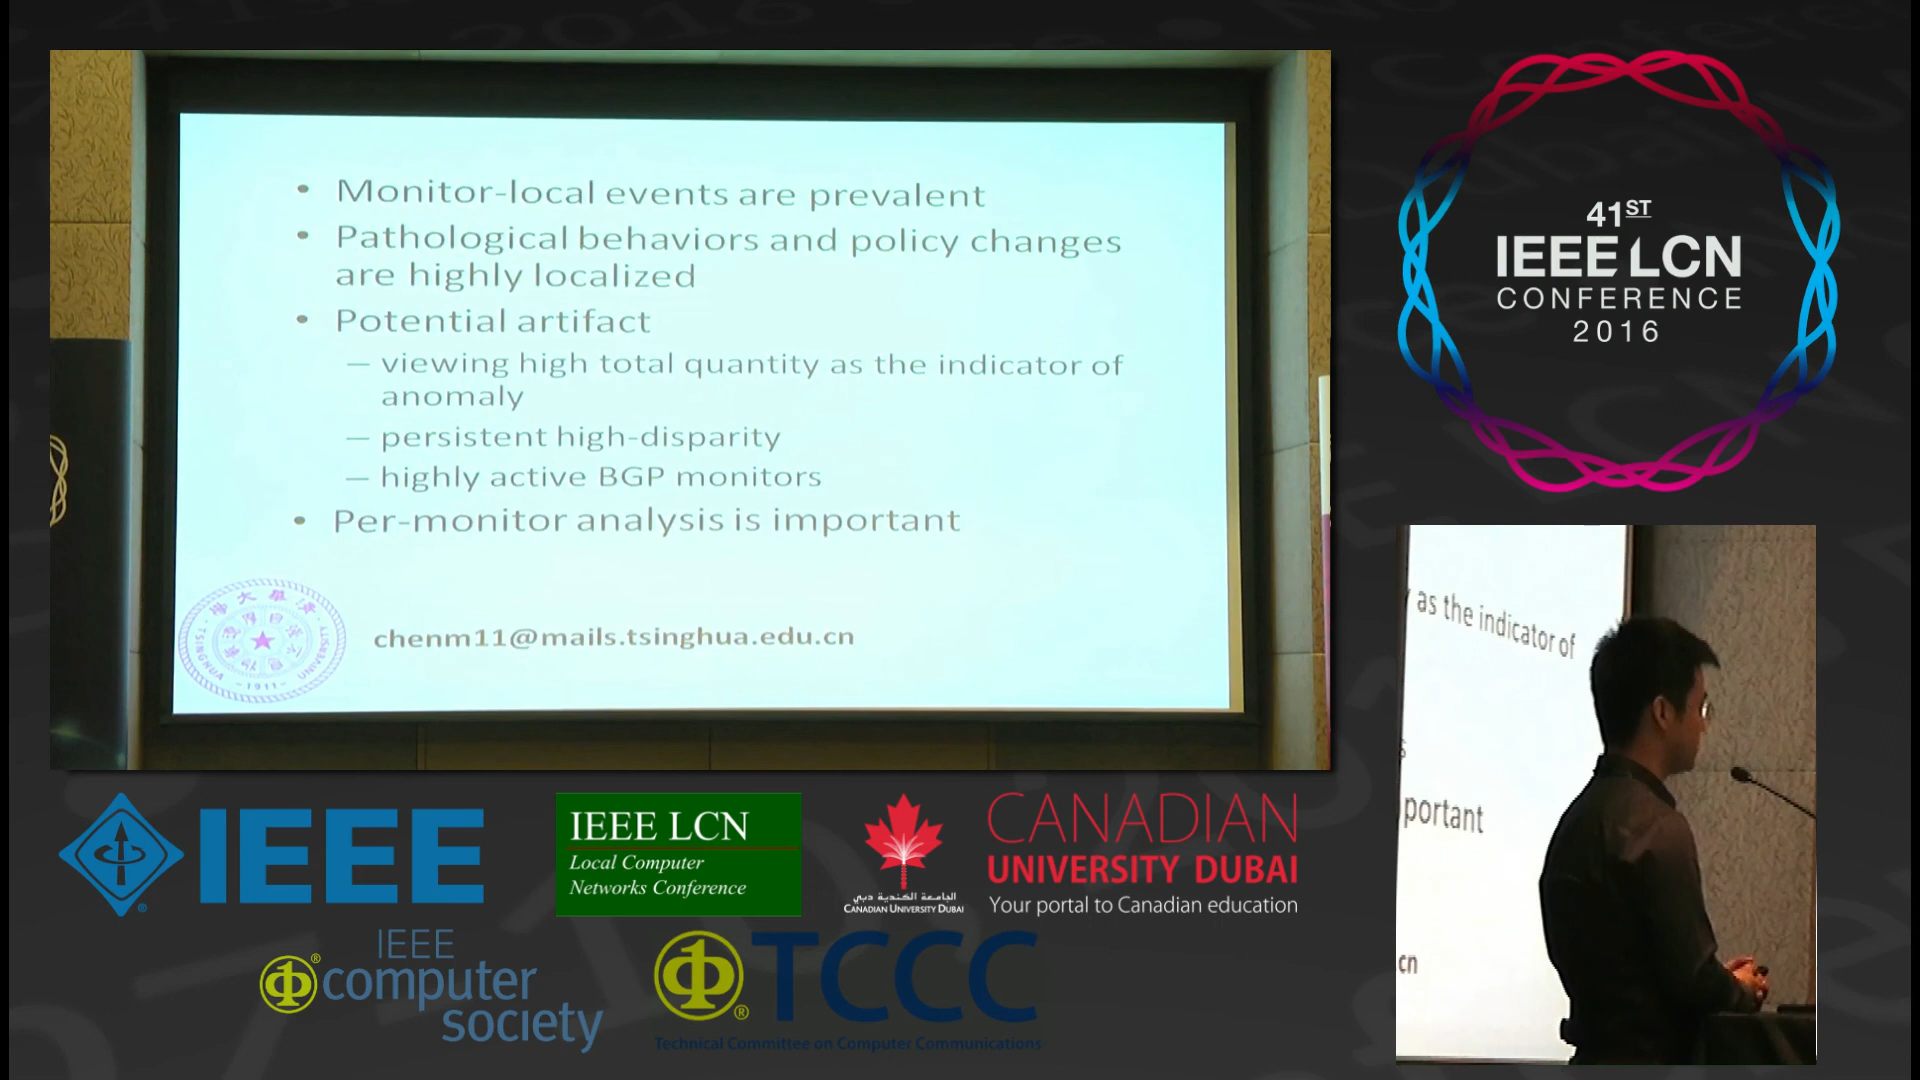 • Monitor-local events are prevalent
• Pathological behaviors and policy changes
are highly localized
• Potential artifact
– viewing high total quantity as the indicator of
anomaly
– persistent high-disparity
– highly active BGP monitors
• Per-monitor analysis is important
TSINGHUA UNIVERSITY
–1911–
chenm11@mails.tsinghua.edu.cn
41ST
IEEE LCN
CONFERENCE
2016
as the indicator of
portant
cn
IEEE
IEEE LCN
Local Computer
Networks Conference
الجامعة الكندية دبي
CANADIAN UNIVERSITY DUBAI
CANADIAN
UNIVERSITY DUBAI
Your portal to Canadian education
IEEE
computer
society
TCCC
Technical Committee on Computer Communications